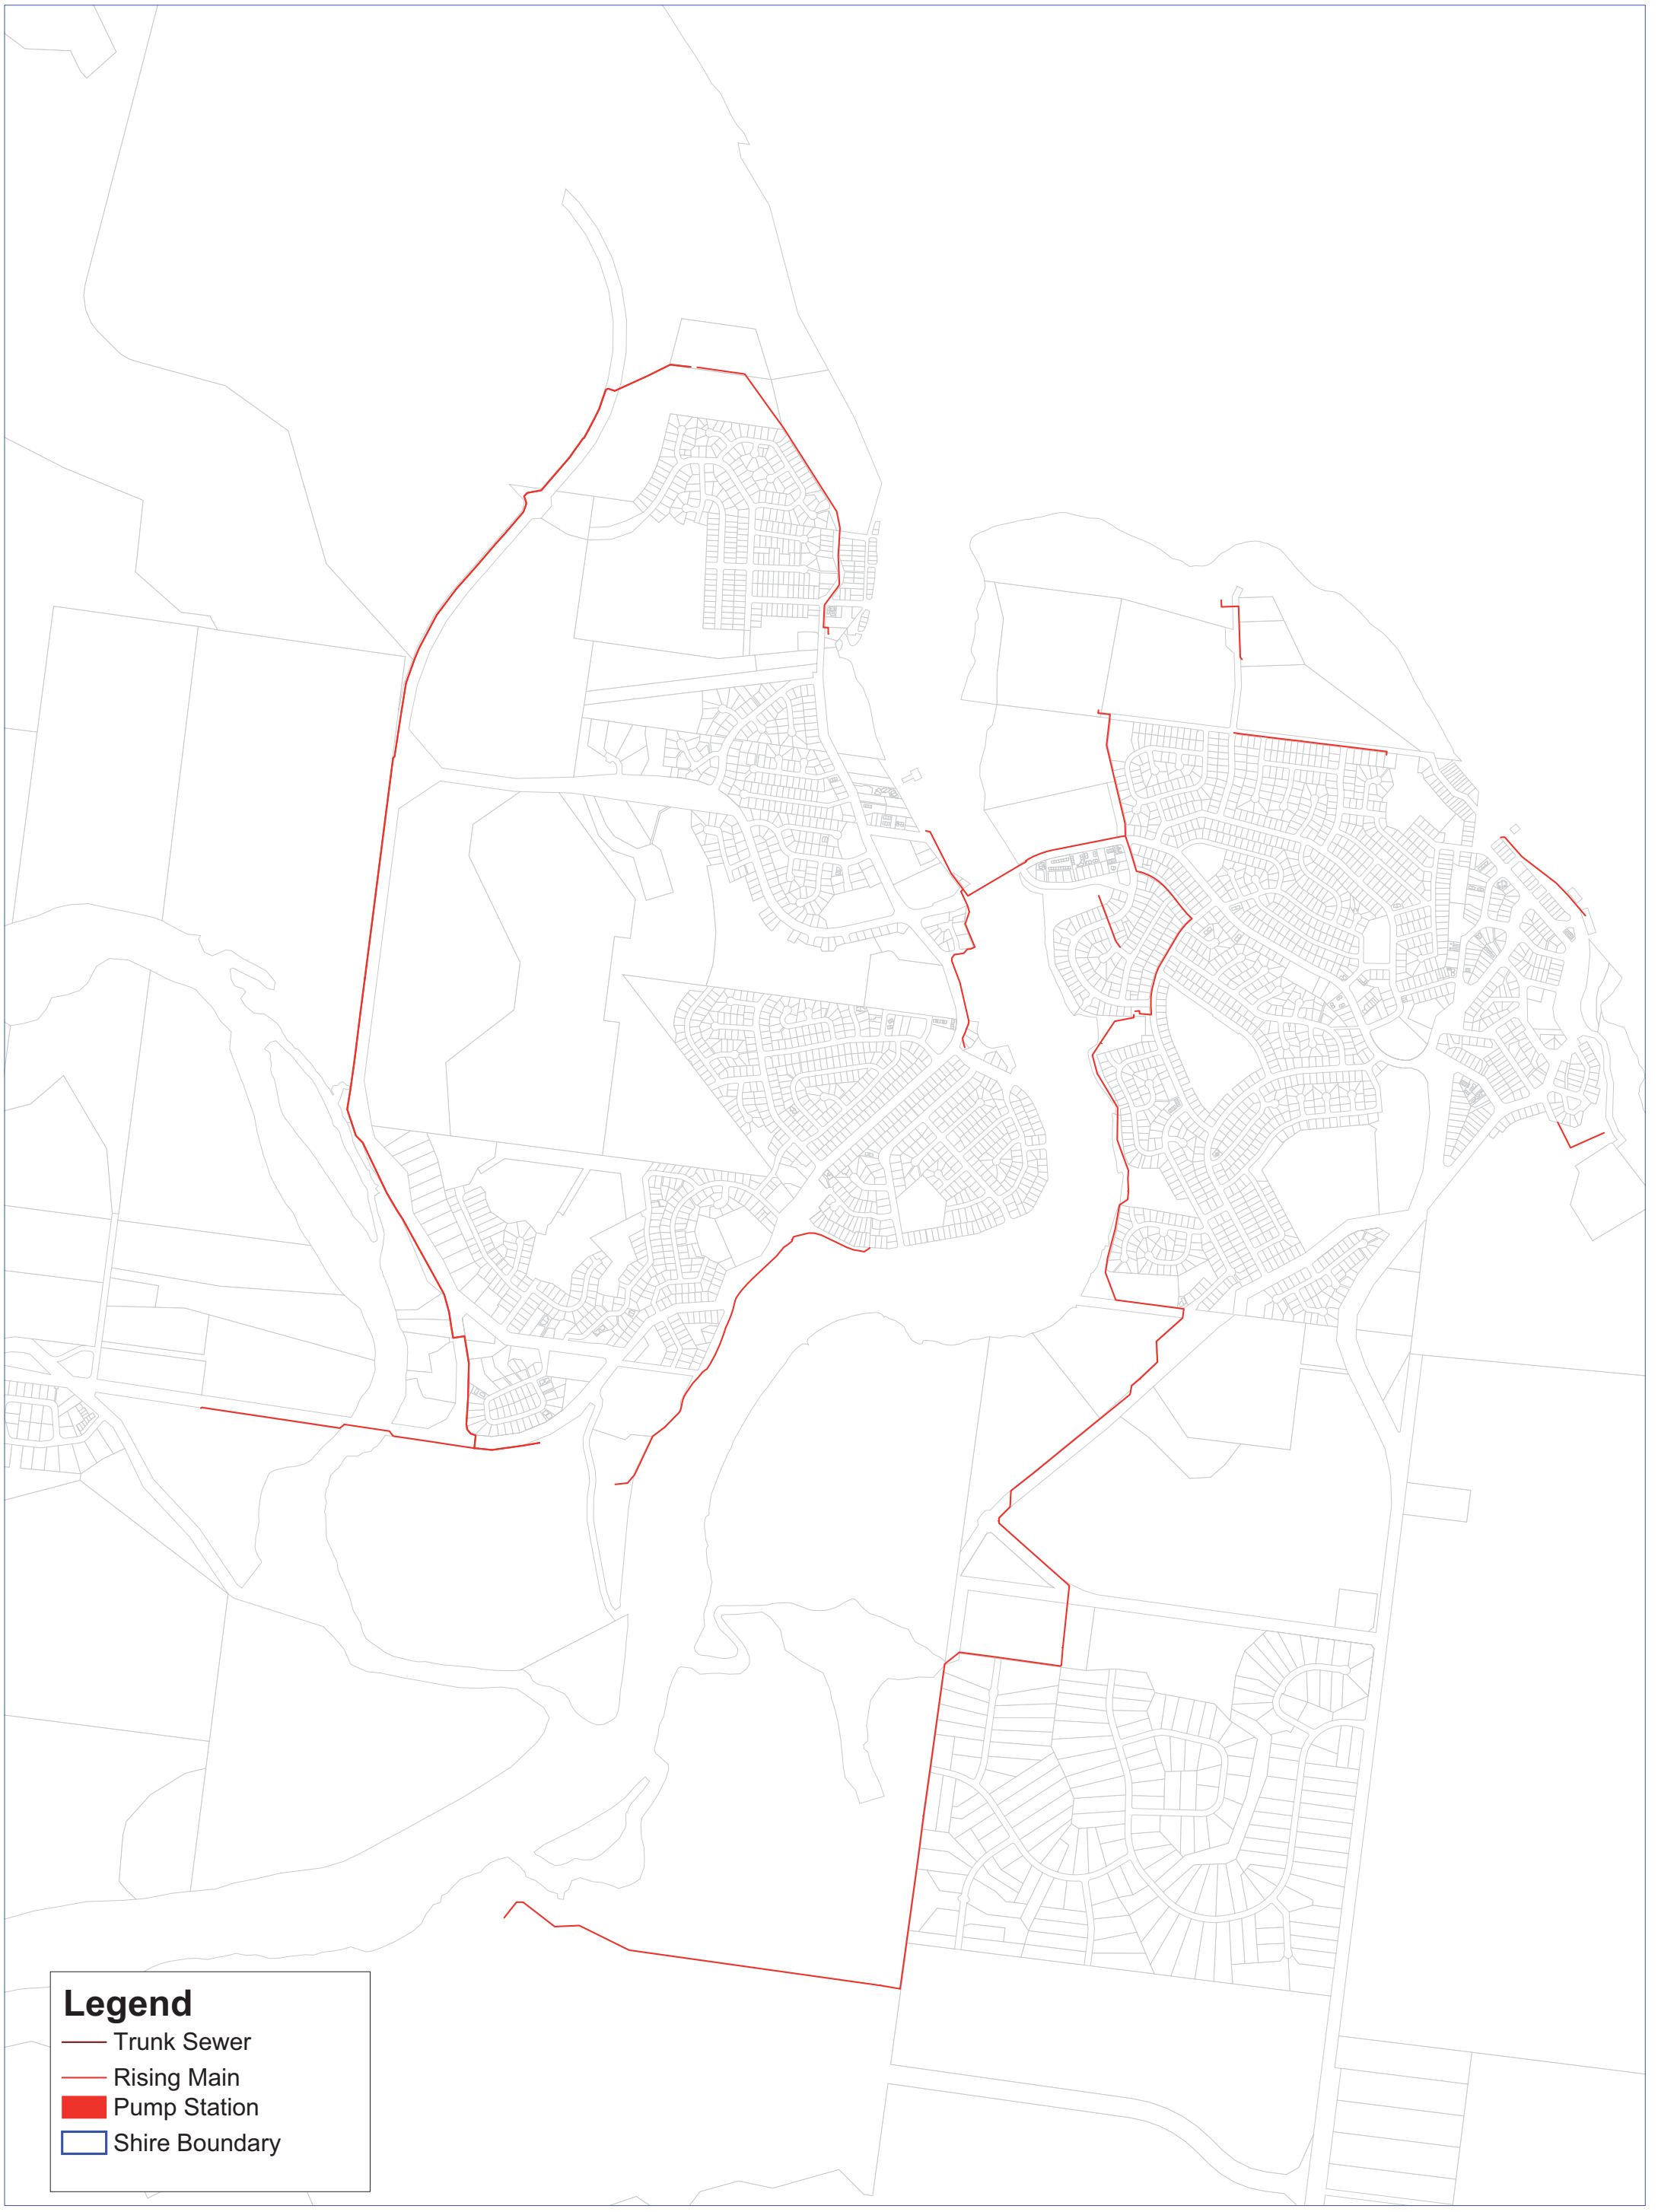 Legend
Trunk Sewer
Rising Main
Pump Station
Shire Boundary